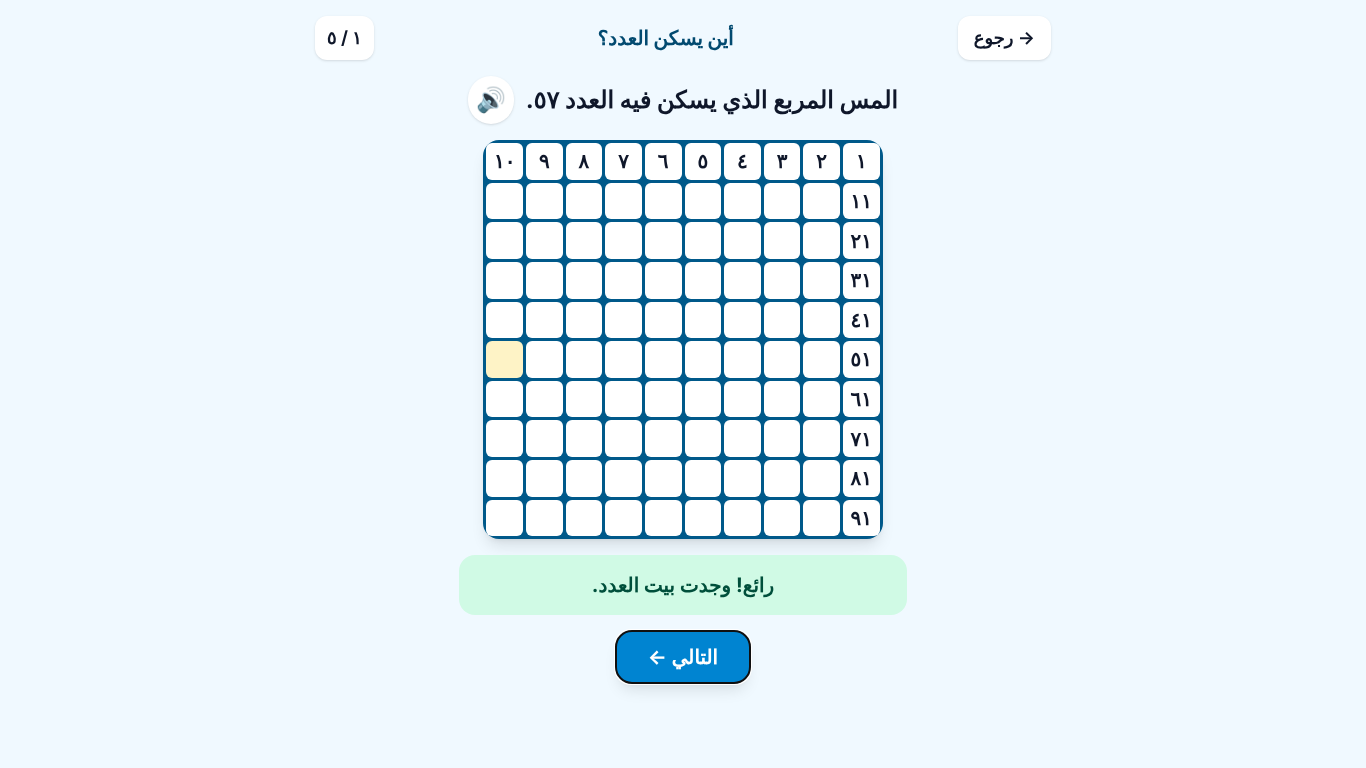 → رجوع
أين يسكن العدد؟
١ / ٥
المس المربع الذي يسكن فيه العدد ٥٧. 🔊
١ ٢ ٣ ٤ ٥ ٦ ٧ ٨ ٩ ١٠
١١
٢١
٣١
٤١
٥١
٦١
٧١
٨١
٩١
رائع! وجدت بيت العدد.
التالي ←